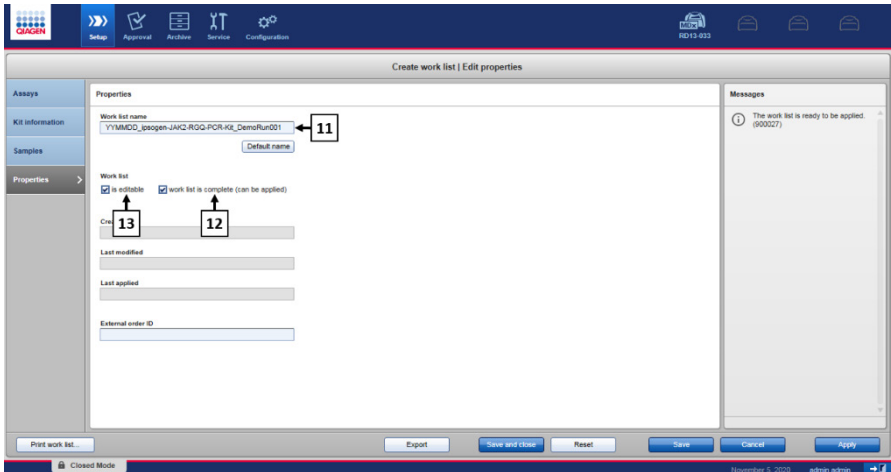 QIAGEN
Setup
Approval
Archive
Service
Configuration
MDx
RD13-033
Create work list | Edit properties
Assays
Kit information
Samples
Properties
Properties
Work list name
YYMMDD_ipsogen-JAK2-RGQ-PCR-Kit_DemoRun001
11
Default name
Work list
is editable
work list is complete (can be applied)
13
12
Last modified
Last applied
External order ID
Messages
The work list is ready to be applied.
(900027)
Print work list...
Export
Save and close
Reset
Save
Cancel
Apply
Closed Mode
November 5, 2020
admin admin